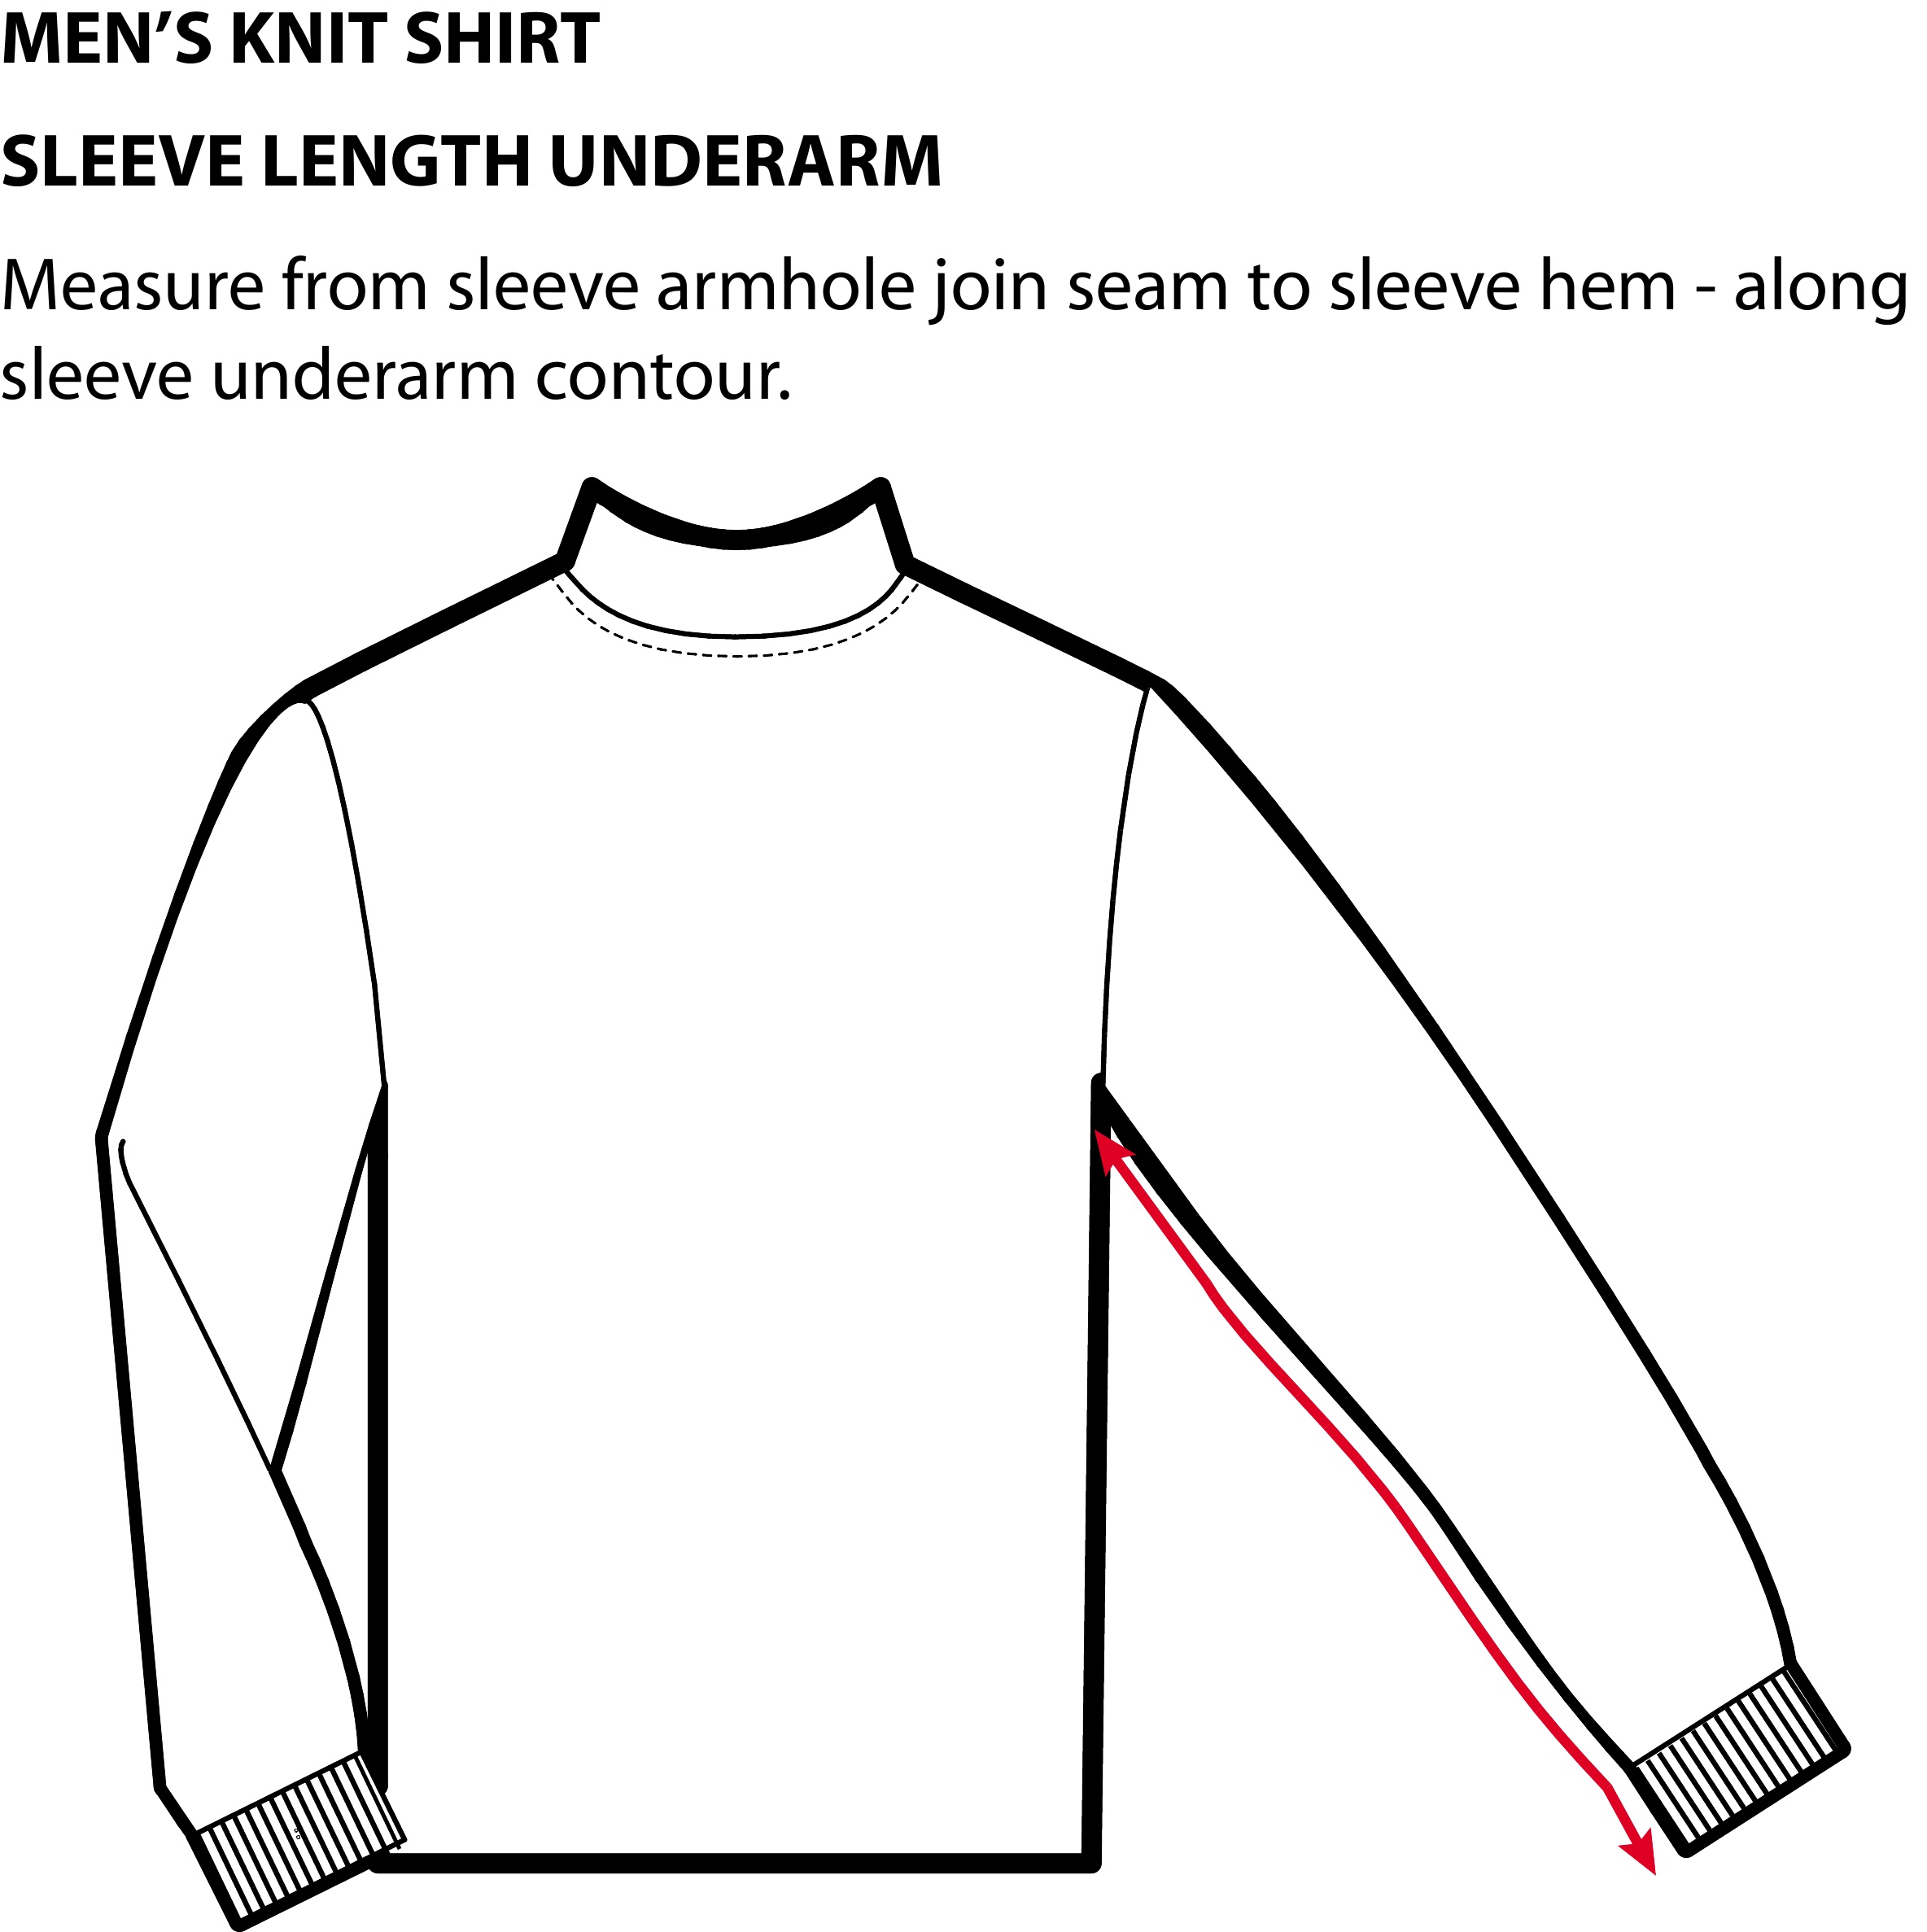 MEN‘S KNIT SHIRT
SLEEVE LENGTH UNDERARM
Measure from sleeve armhole join seam to sleeve hem - along
sleeve underarm contour.